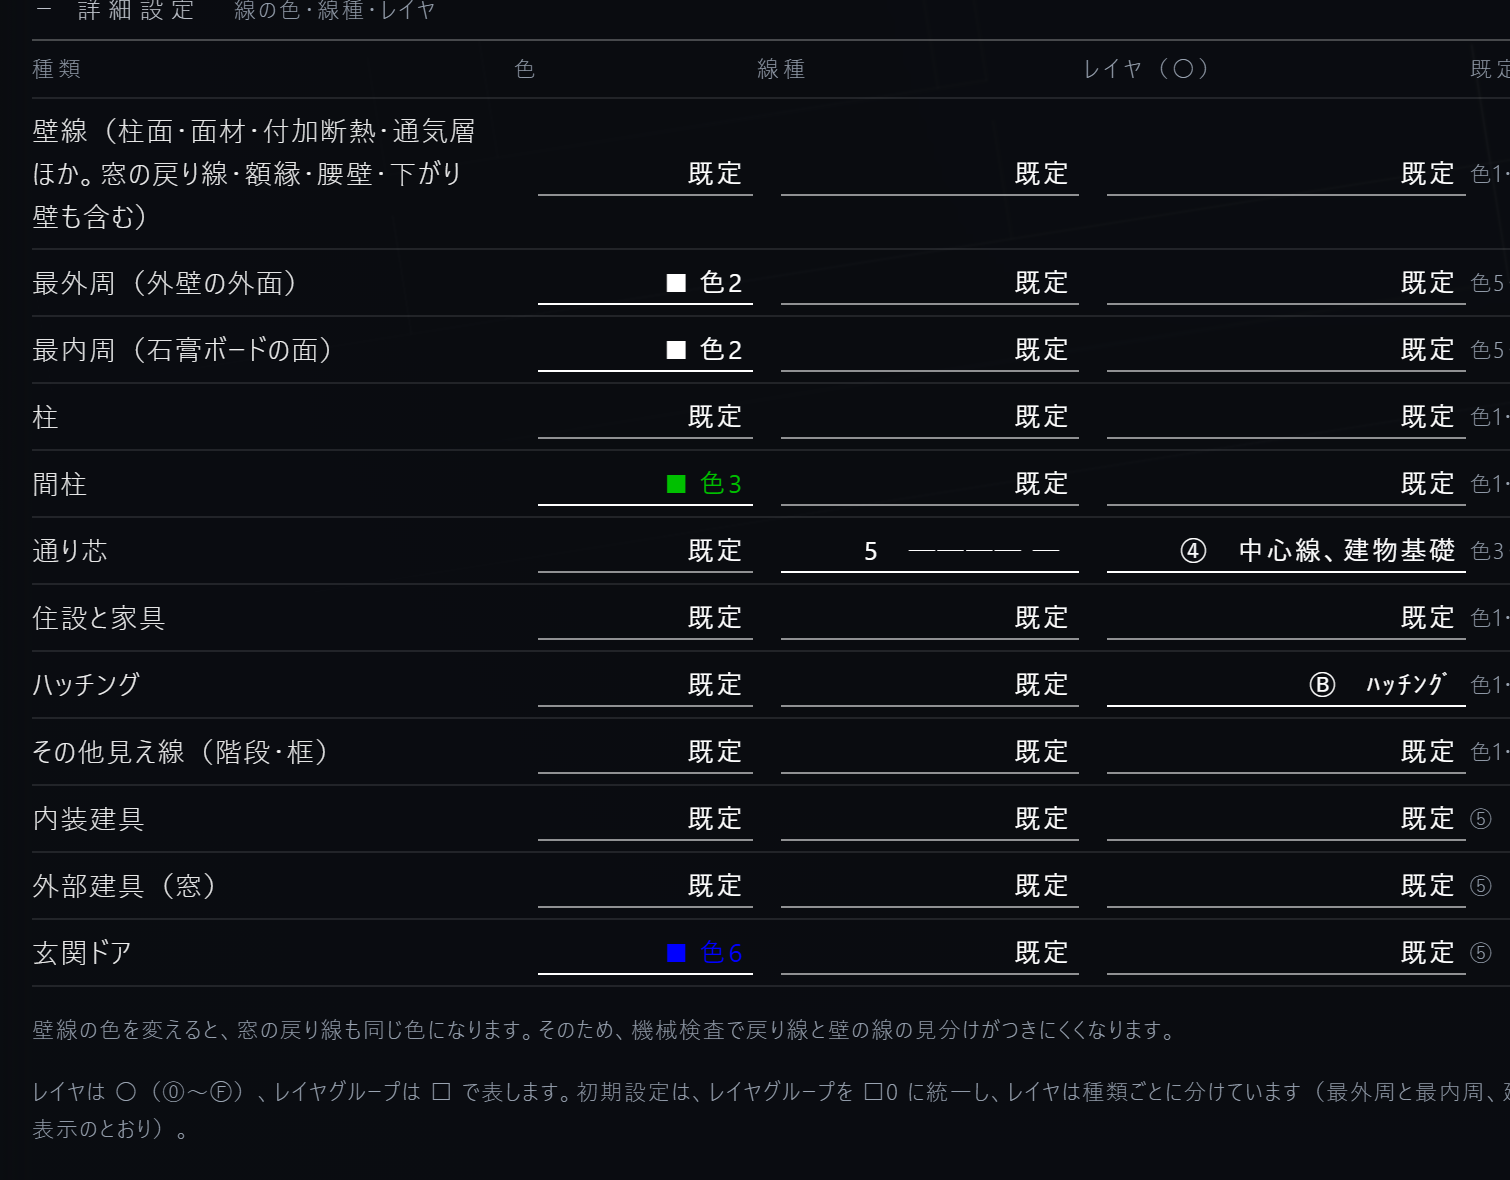 − 詳細設定 線の色･線種･レイヤ
種類 色 線種 レイヤ（〇） 既定
壁線（柱面･面材･付加断熱･通気層ほか。窓の戻り線･額縁･腰壁･下がり壁も含む） 既定 既定 既定 色1･
最外周（外壁の外面） ■ 色2 既定 既定 色5
最内周（石膏ボードの面） ■ 色2 既定 既定 色5
柱 既定 既定 既定 色1･
間柱 ■ 色3 既定 既定 色1･
通り芯 既定 5 ──── ─ ④ 中心線、建物基礎 色3
住設と家具 既定 既定 既定 色1･
ハッチング 既定 既定 Ⓑ ﾊｯﾁﾝｸﾞ 色1･
その他見え線（階段･框） 既定 既定 既定 色1･
内装建具 既定 既定 既定 ⑤
外部建具（窓） 既定 既定 既定 ⑤
玄関ドア ■ 色6 既定 既定 ⑤
壁線の色を変えると、窓の戻り線も同じ色になります。そのため、機械検査で戻り線と壁の線の見分けがつきにくくなります。
レイヤは 〇（⓪～Ⓕ）、レイヤグループは □ で表します。初期設定は、レイヤグループを □0 に統一し、レイヤは種類ごとに分けています（最外周と最内周、
表示のとおり）。